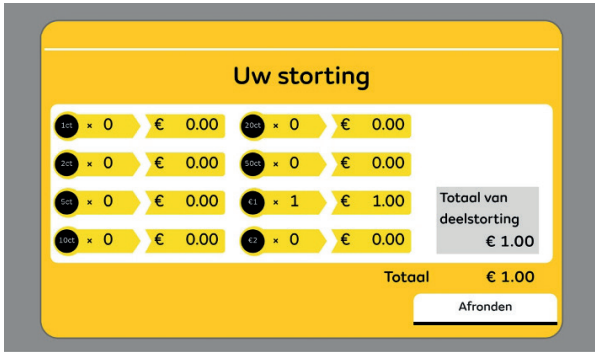 Uw storting
1ct × 0 € 0.00 20ct × 0 € 0.00
2ct × 0 € 0.00 50ct × 0 € 0.00
5ct × 0 € 0.00 €1 × 1 € 1.00
10ct × 0 € 0.00 €2 × 0 € 0.00
Totaal van
deelstorting
€ 1.00
Totaal € 1.00
Afronden